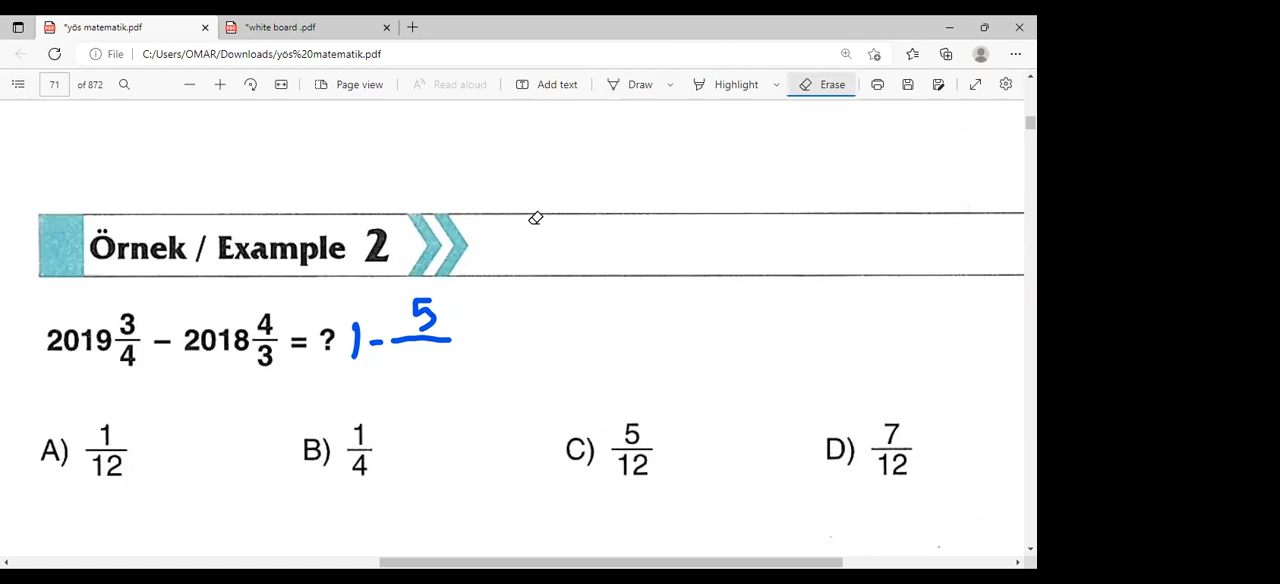 *yös matematik.pdf
*white board .pdf
File C:/Users/OMAR/Downloads/yös%20matematik.pdf
71 of 872 Page view Read aloud Add text Draw Highlight Erase
Örnek / Example 2
2019 3/4 − 2018 4/3 = ? 1 - 5/
A) 1/12 B) 1/4 C) 5/12 D) 7/12